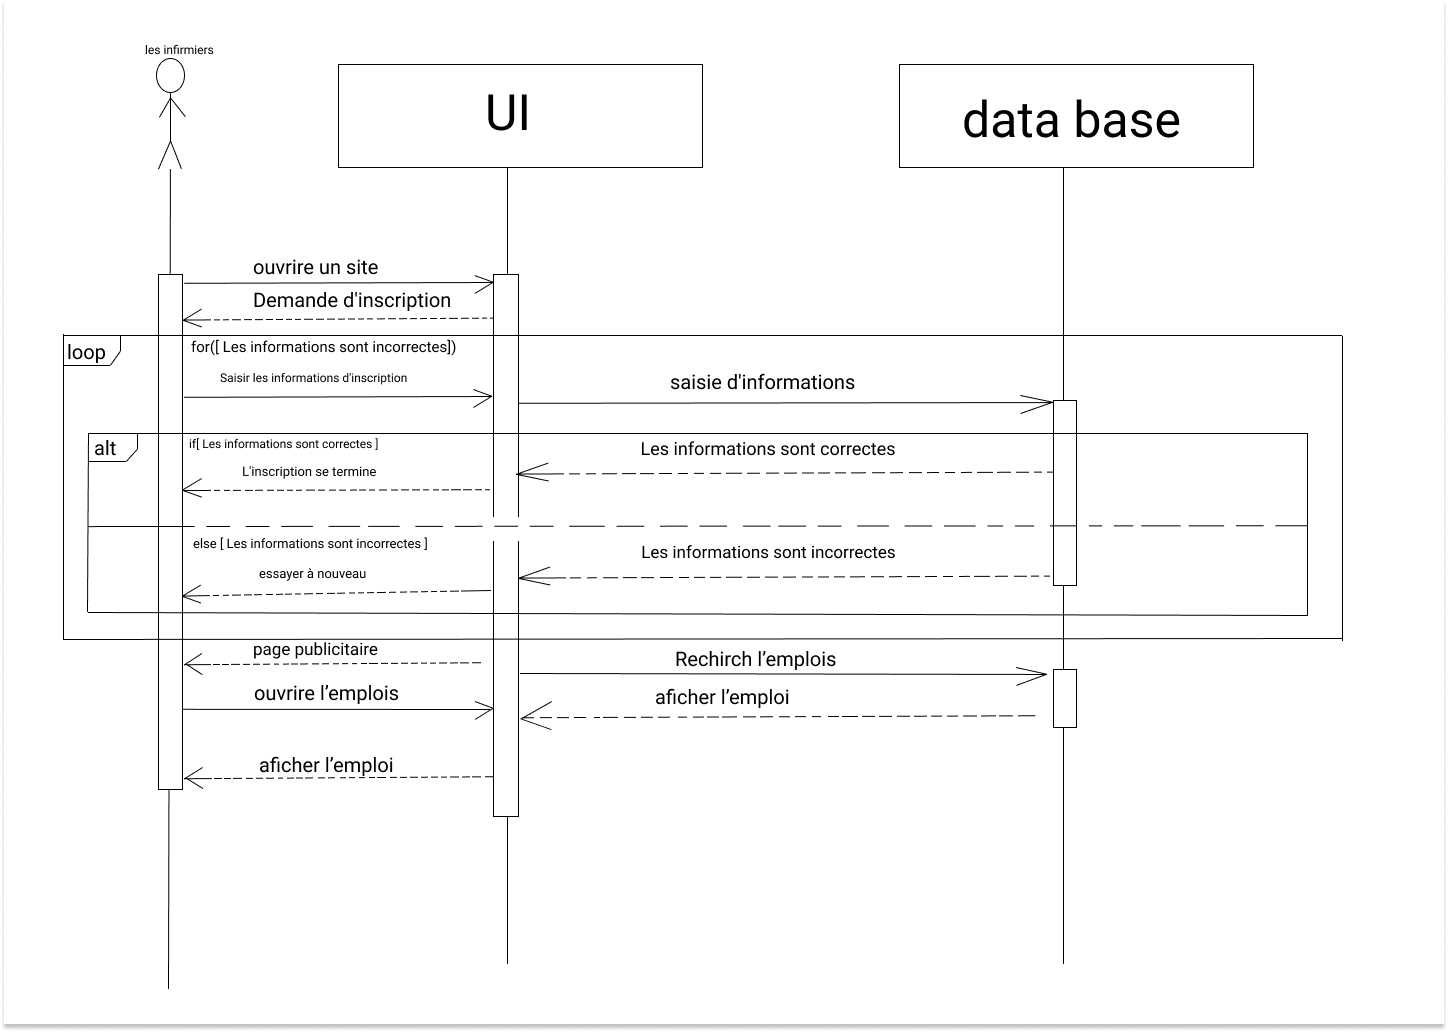 les infirmiers
UI
data base
ouvrire un site
Demande d'inscription
loop
for([ Les informations sont incorrectes])
Saisir les informations d'inscription
saisie d'informations
alt
if[ Les informations sont correctes ]
Les informations sont correctes
L'inscription se termine
else [ Les informations sont incorrectes ]
Les informations sont incorrectes
essayer à nouveau
page publicitaire
Rechirch l’emplois
ouvrire l’emplois
aficher l’emploi
aficher l’emploi